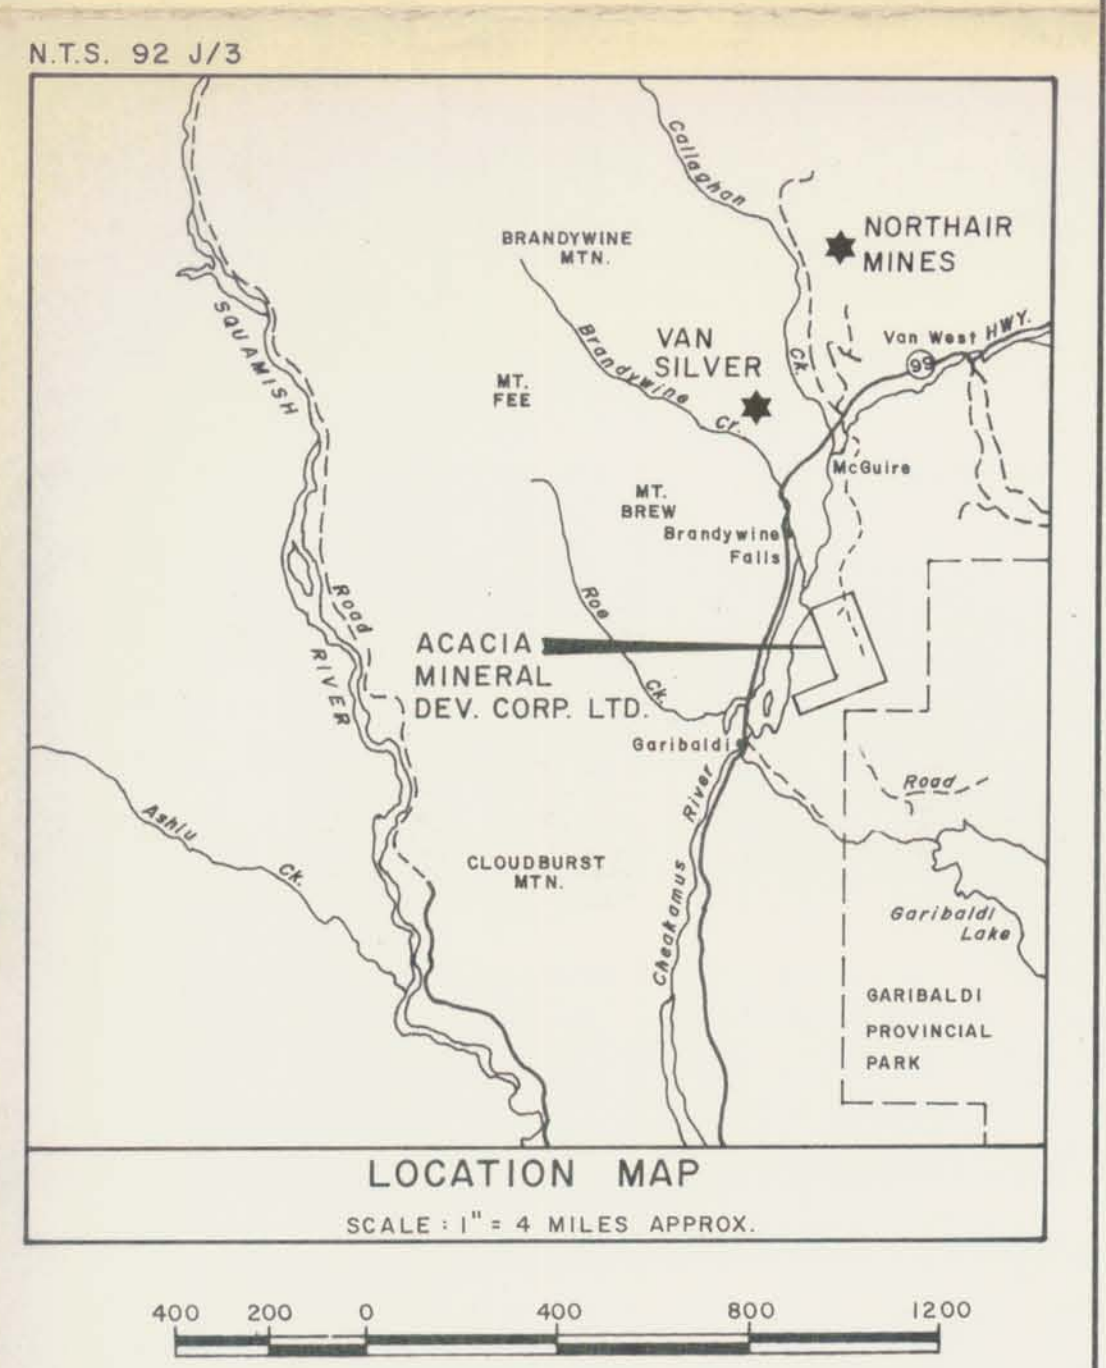 N.T.S. 92 J/3
Callaghan
Ck.
NORTHAIR
MINES
BRANDYWINE
MTN.
SQUAMISH
RIVER
Brandywine
Cr.
VAN
SILVER
Van West HWY.
99
MT.
FEE
McGuire
MT.
BREW
Brandywine
Falls
Road
Roe
Ck.
ACACIA
MINERAL
DEV. CORP. LTD.
Garibaldi
Road
Ashlu
Ck.
CLOUDBURST
MTN.
Cheakamus River
Garibaldi
Lake
GARIBALDI
PROVINCIAL
PARK
LOCATION MAP
SCALE : 1" = 4 MILES APPROX.
400 200 0 400 800 1200